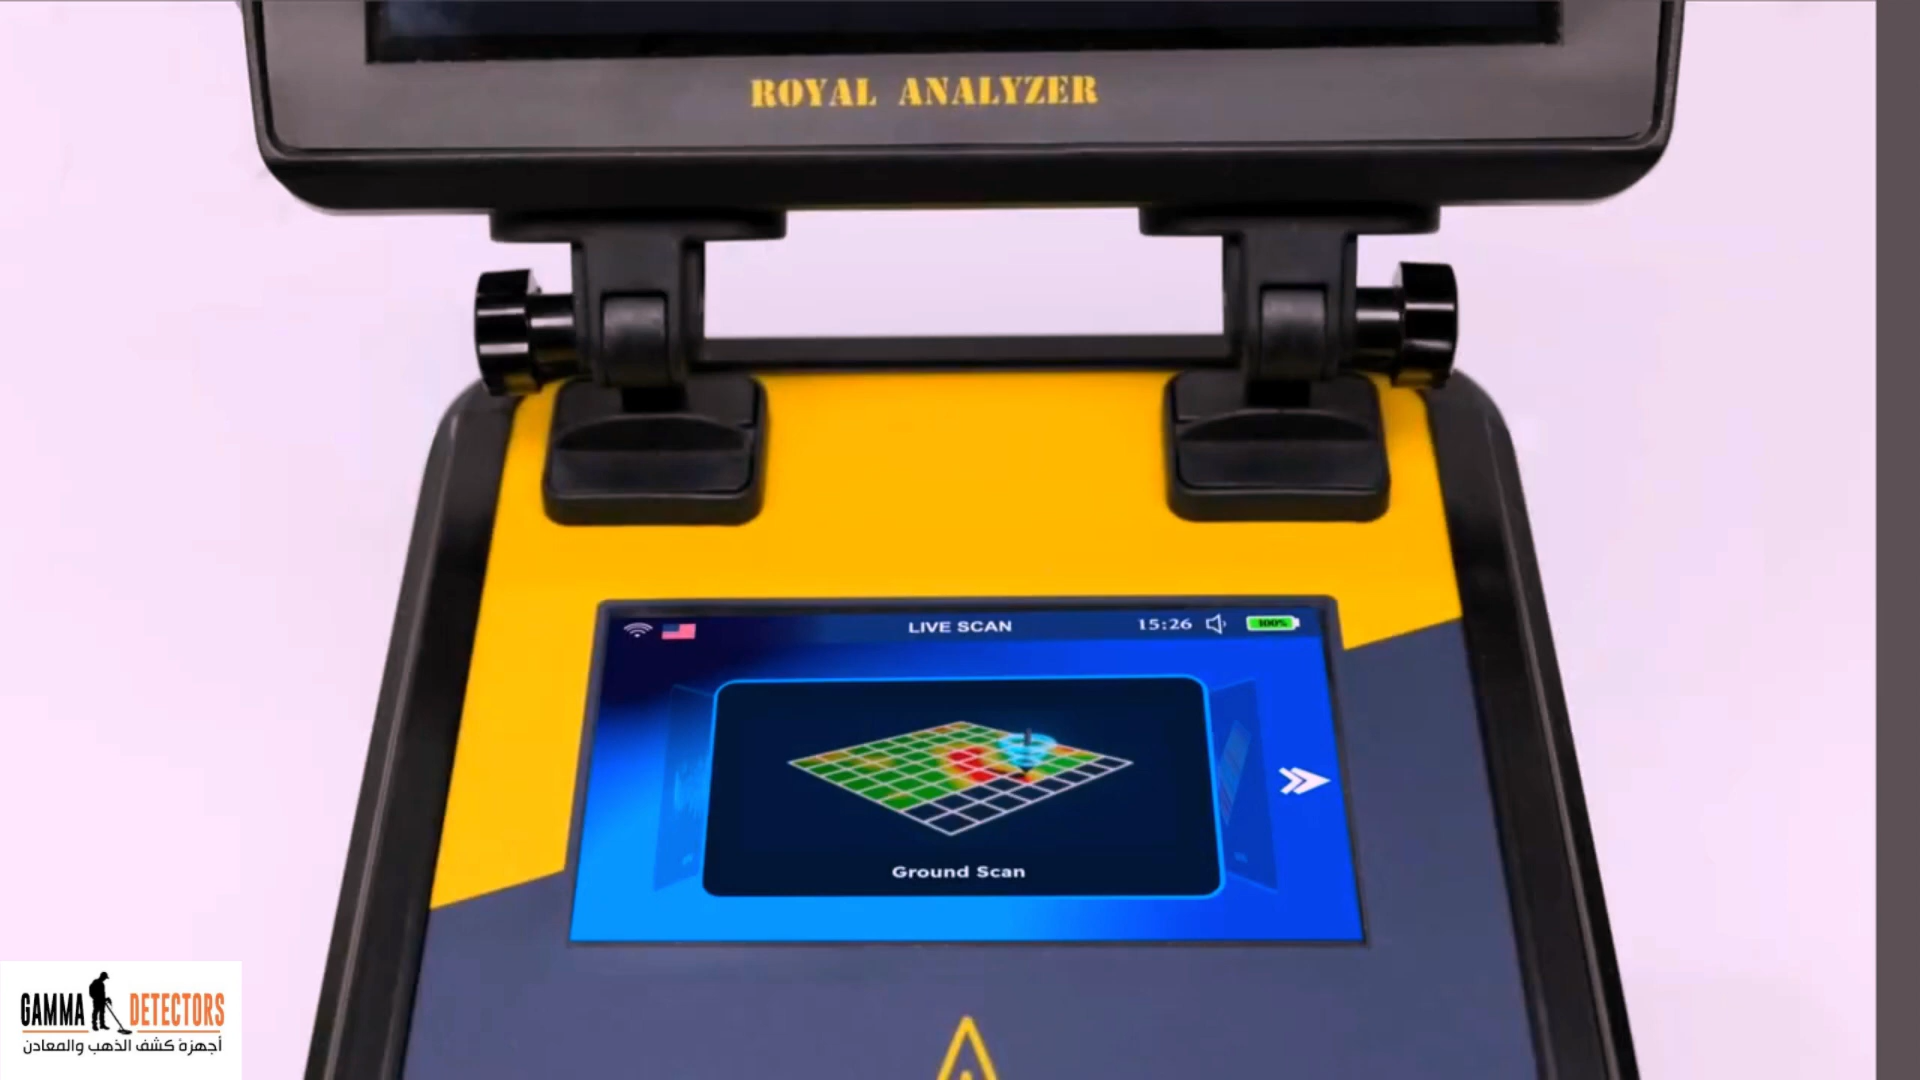 ROYAL ANALYZER
LIVE SCAN
15:26
100%
Ground Scan
GAMMA DETECTORS
أجهزة كشف الذهب والمعادن